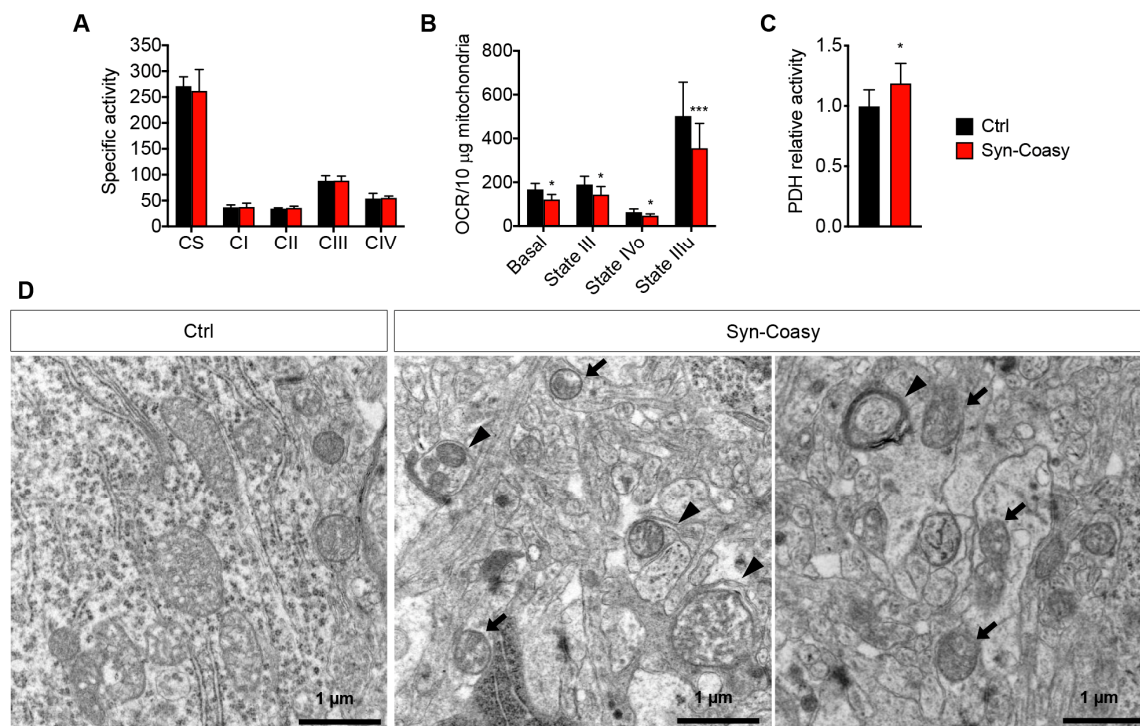 A
Specific activity
350
300
250
200
150
100
50
0
CS CI CII CIII CIV
B
OCR/10 µg mitochondria
800
600
400
200
0
* * * ***
Basal State III State IVo State IIIu
C
PDH relative activity
1.5
1.0
0.5
0.0
*
Ctrl
Syn-Coasy
D
Ctrl Syn-Coasy
1 µm 1 µm 1 µm